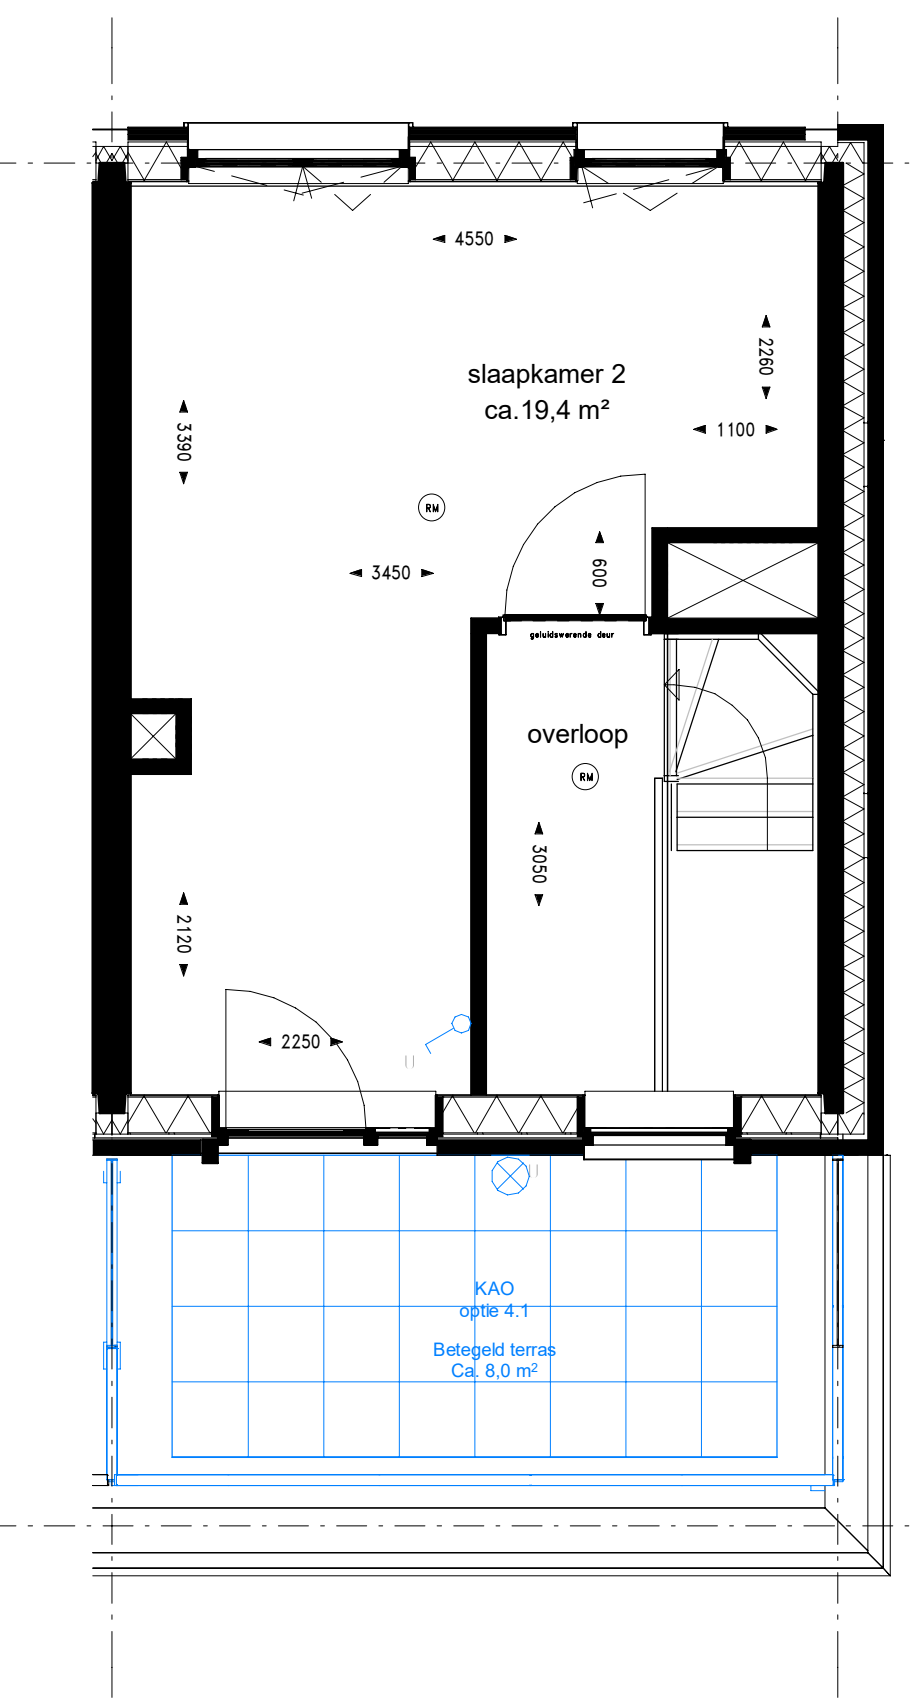 4550
2260
slaapkamer 2
ca.19,4 m²
1100
3390
RM
3450
600
geluidswerende deur
overloop
RM
3050
2120
2250
KAO
optie 4.1
Betegeld terras
Ca. 8,0 m²